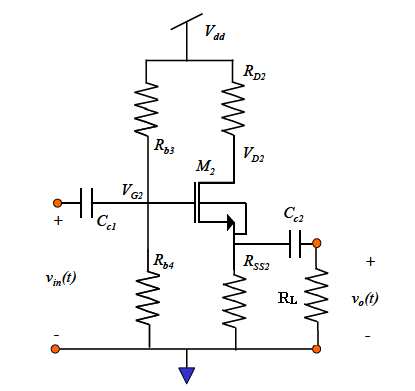 Vdd
RD2
Rb3
VD2
M2
VG2
Cc1
Cc2
+
+
Rb4
RSS2
vin(t)
RL
vo(t)
-
-